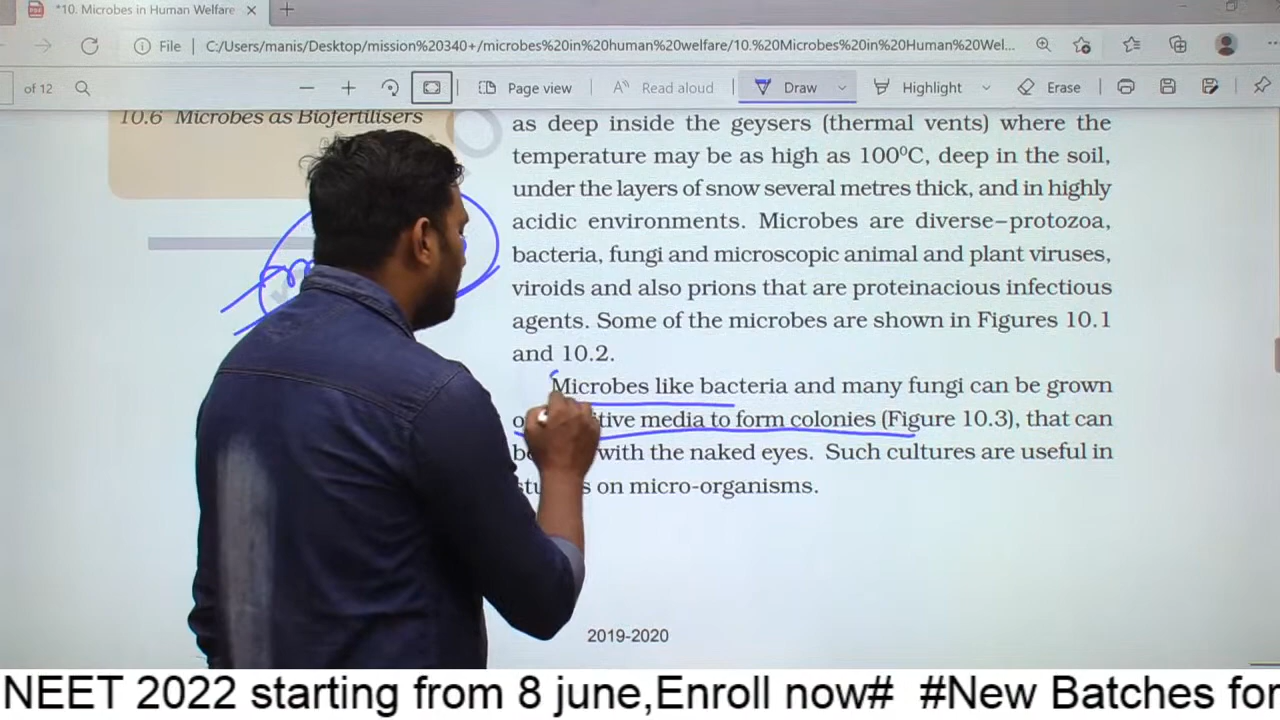 *10. Microbes in Human Welfare
File C:/Users/manis/Desktop/mission%20340+/microbes%20in%20human%20welfare/10.%20Microbes%20in%20Human%20Wel...
of 12 Page view Read aloud Draw Highlight Erase
10.6 Microbes as Biofertilisers
as deep inside the geysers (thermal vents) where the
temperature may be as high as 100⁰C, deep in the soil,
under the layers of snow several metres thick, and in highly
acidic environments. Microbes are diverse–protozoa,
bacteria, fungi and microscopic animal and plant viruses,
viroids and also prions that are proteinacious infectious
agents. Some of the microbes are shown in Figures 10.1
and 10.2.
Microbes like bacteria and many fungi can be grown
media to form colonies (Figure 10.3), that can
with the naked eyes. Such cultures are useful in
on micro-organisms.
2019-2020
NEET 2022 starting from 8 june,Enroll now# #New Batches for